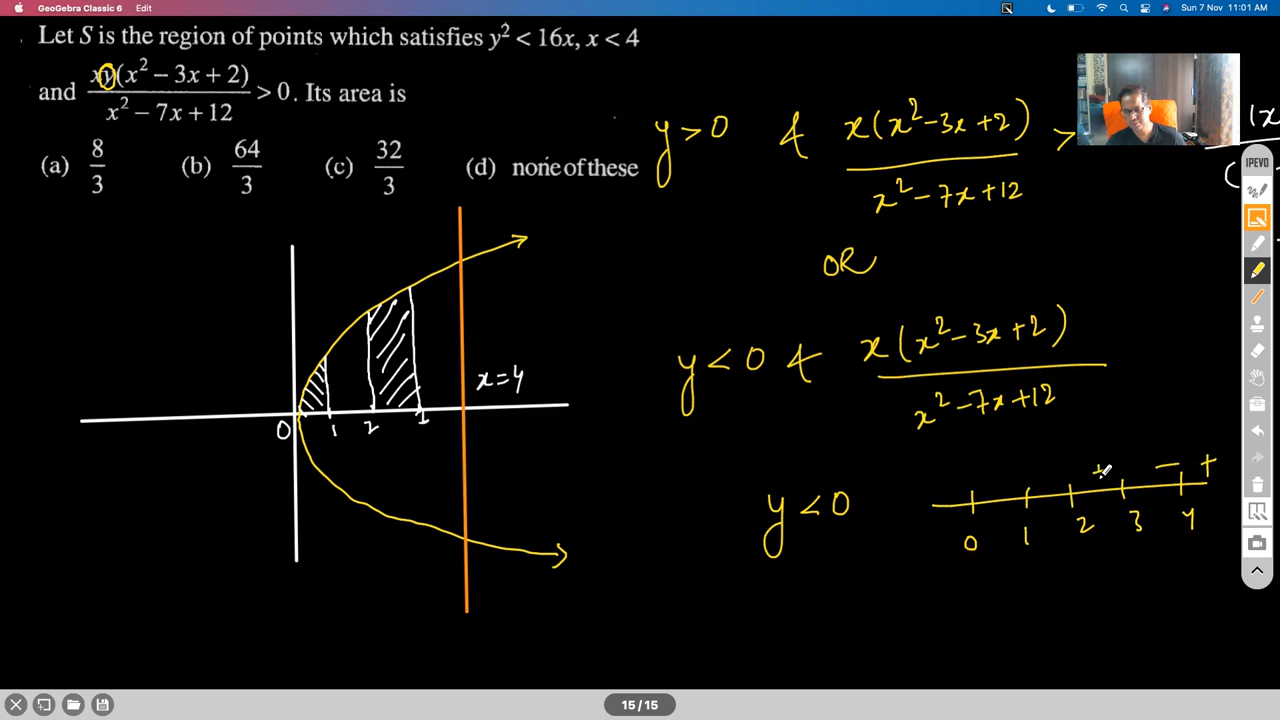 GeoGebra Classic 6 Edit
Sun 7 Nov 11:01 AM
Let S is the region of points which satisfies y² < 16x, x < 4
and xy(x² − 3x + 2) / x² − 7x + 12 > 0. Its area is
(a) 8/3 (b) 64/3 (c) 32/3 (d) none of these
y > 0 & x(x² − 3x + 2) / x² − 7x + 12 >
OR
y < 0 & x(x² − 3x + 2) / x² − 7x + 12
x = 4
0 1 2
y < 0
+ − +
0 1 2 3 4
IPEVO
15 / 15